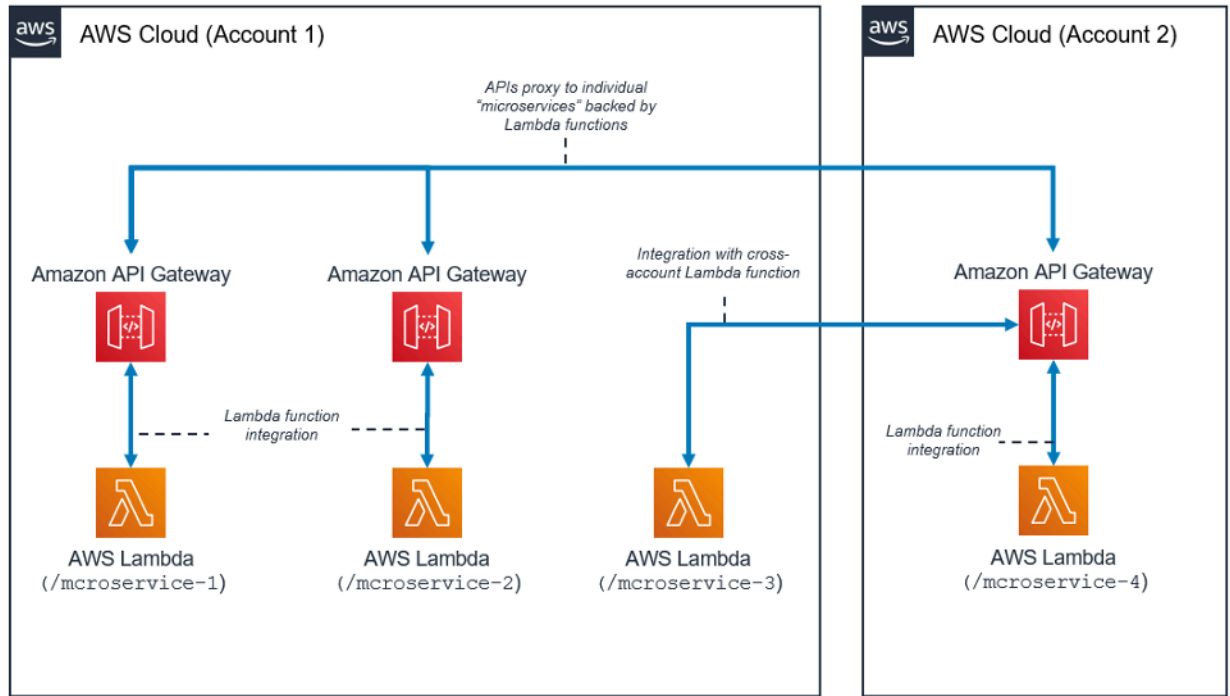 aws
AWS Cloud (Account 1)
aws
AWS Cloud (Account 2)
APIs proxy to individual
“microservices“ backed by
Lambda functions
Integration with cross-
account Lambda function
Amazon API Gateway
Amazon API Gateway
Amazon API Gateway
</>
</>
</>
Lambda function
integration
Lambda function
integration
AWS Lambda
(/mcroservice-1)
AWS Lambda
(/mcroservice-2)
AWS Lambda
(/mcroservice-3)
AWS Lambda
(/mcroservice-4)